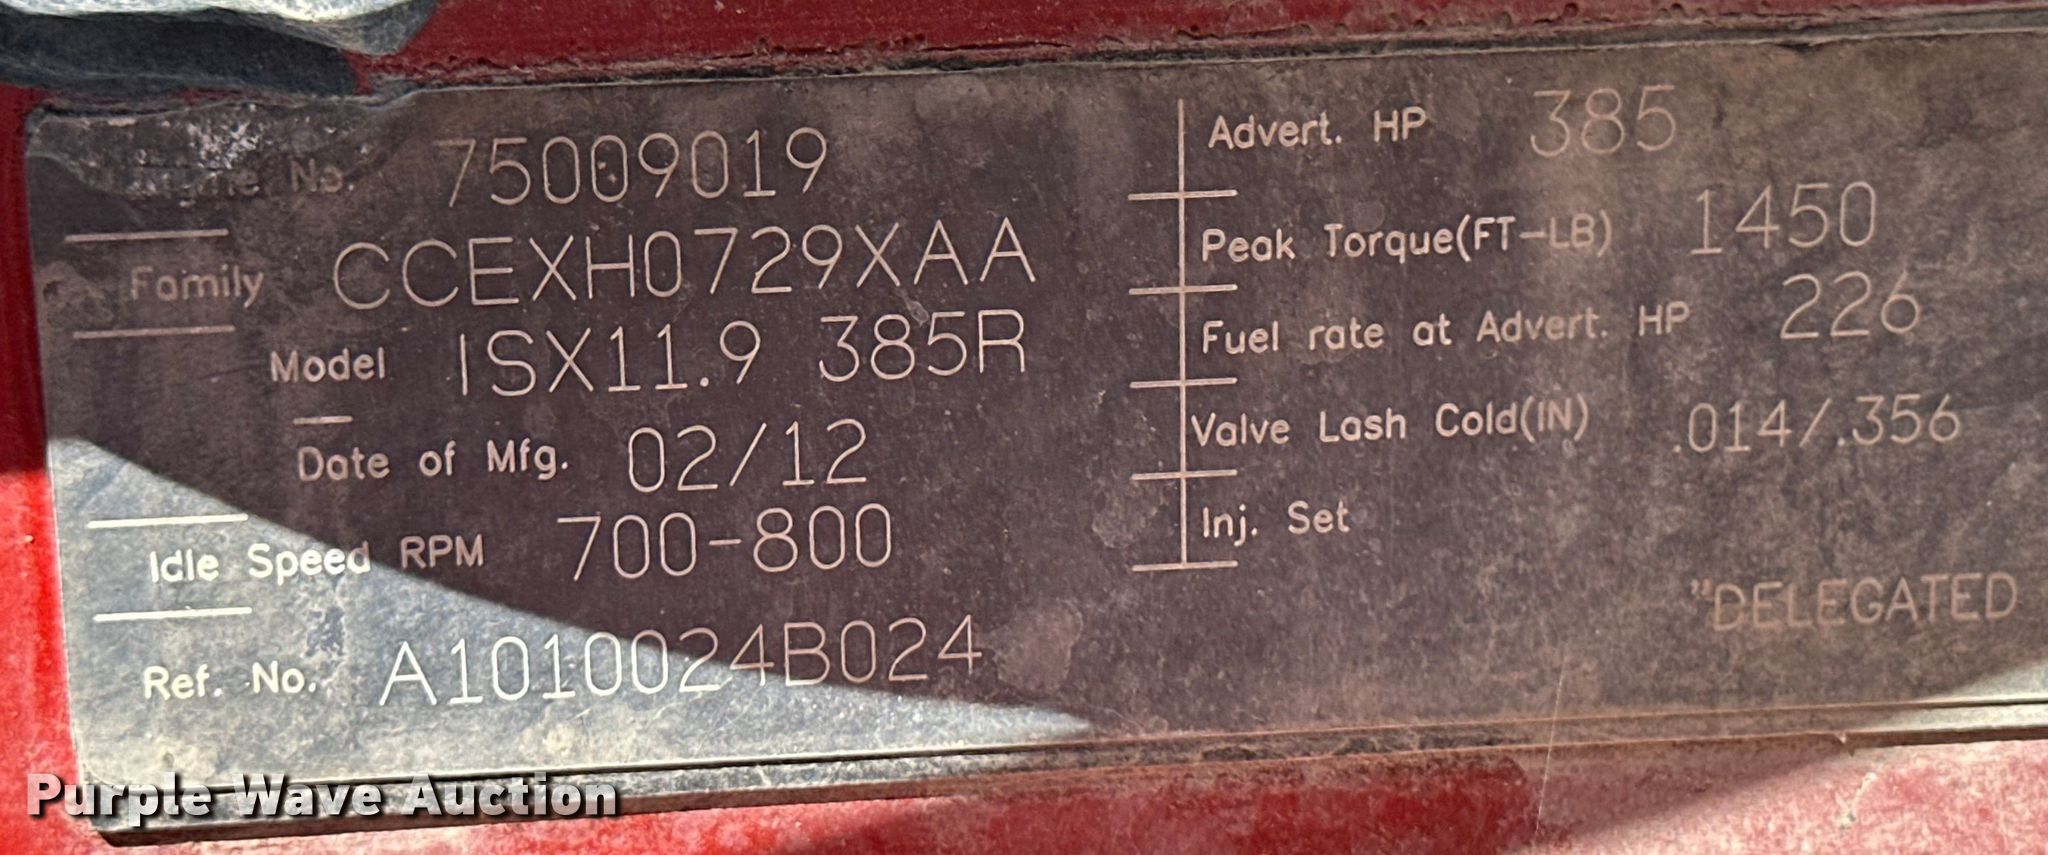 No. 75009019
Family CCEXH0729XAA
Model ISX11.9 385R
Date of Mfg. 02/12
Idle Speed RPM 700-800
Ref. No. A1010024B024
Advert. HP 385
Peak Torque(FT-LB) 1450
Fuel rate at Advert. HP 226
Valve Lash Cold(IN) .014/.356
Inj. Set
"DELEGATED
Purple Wave Auction